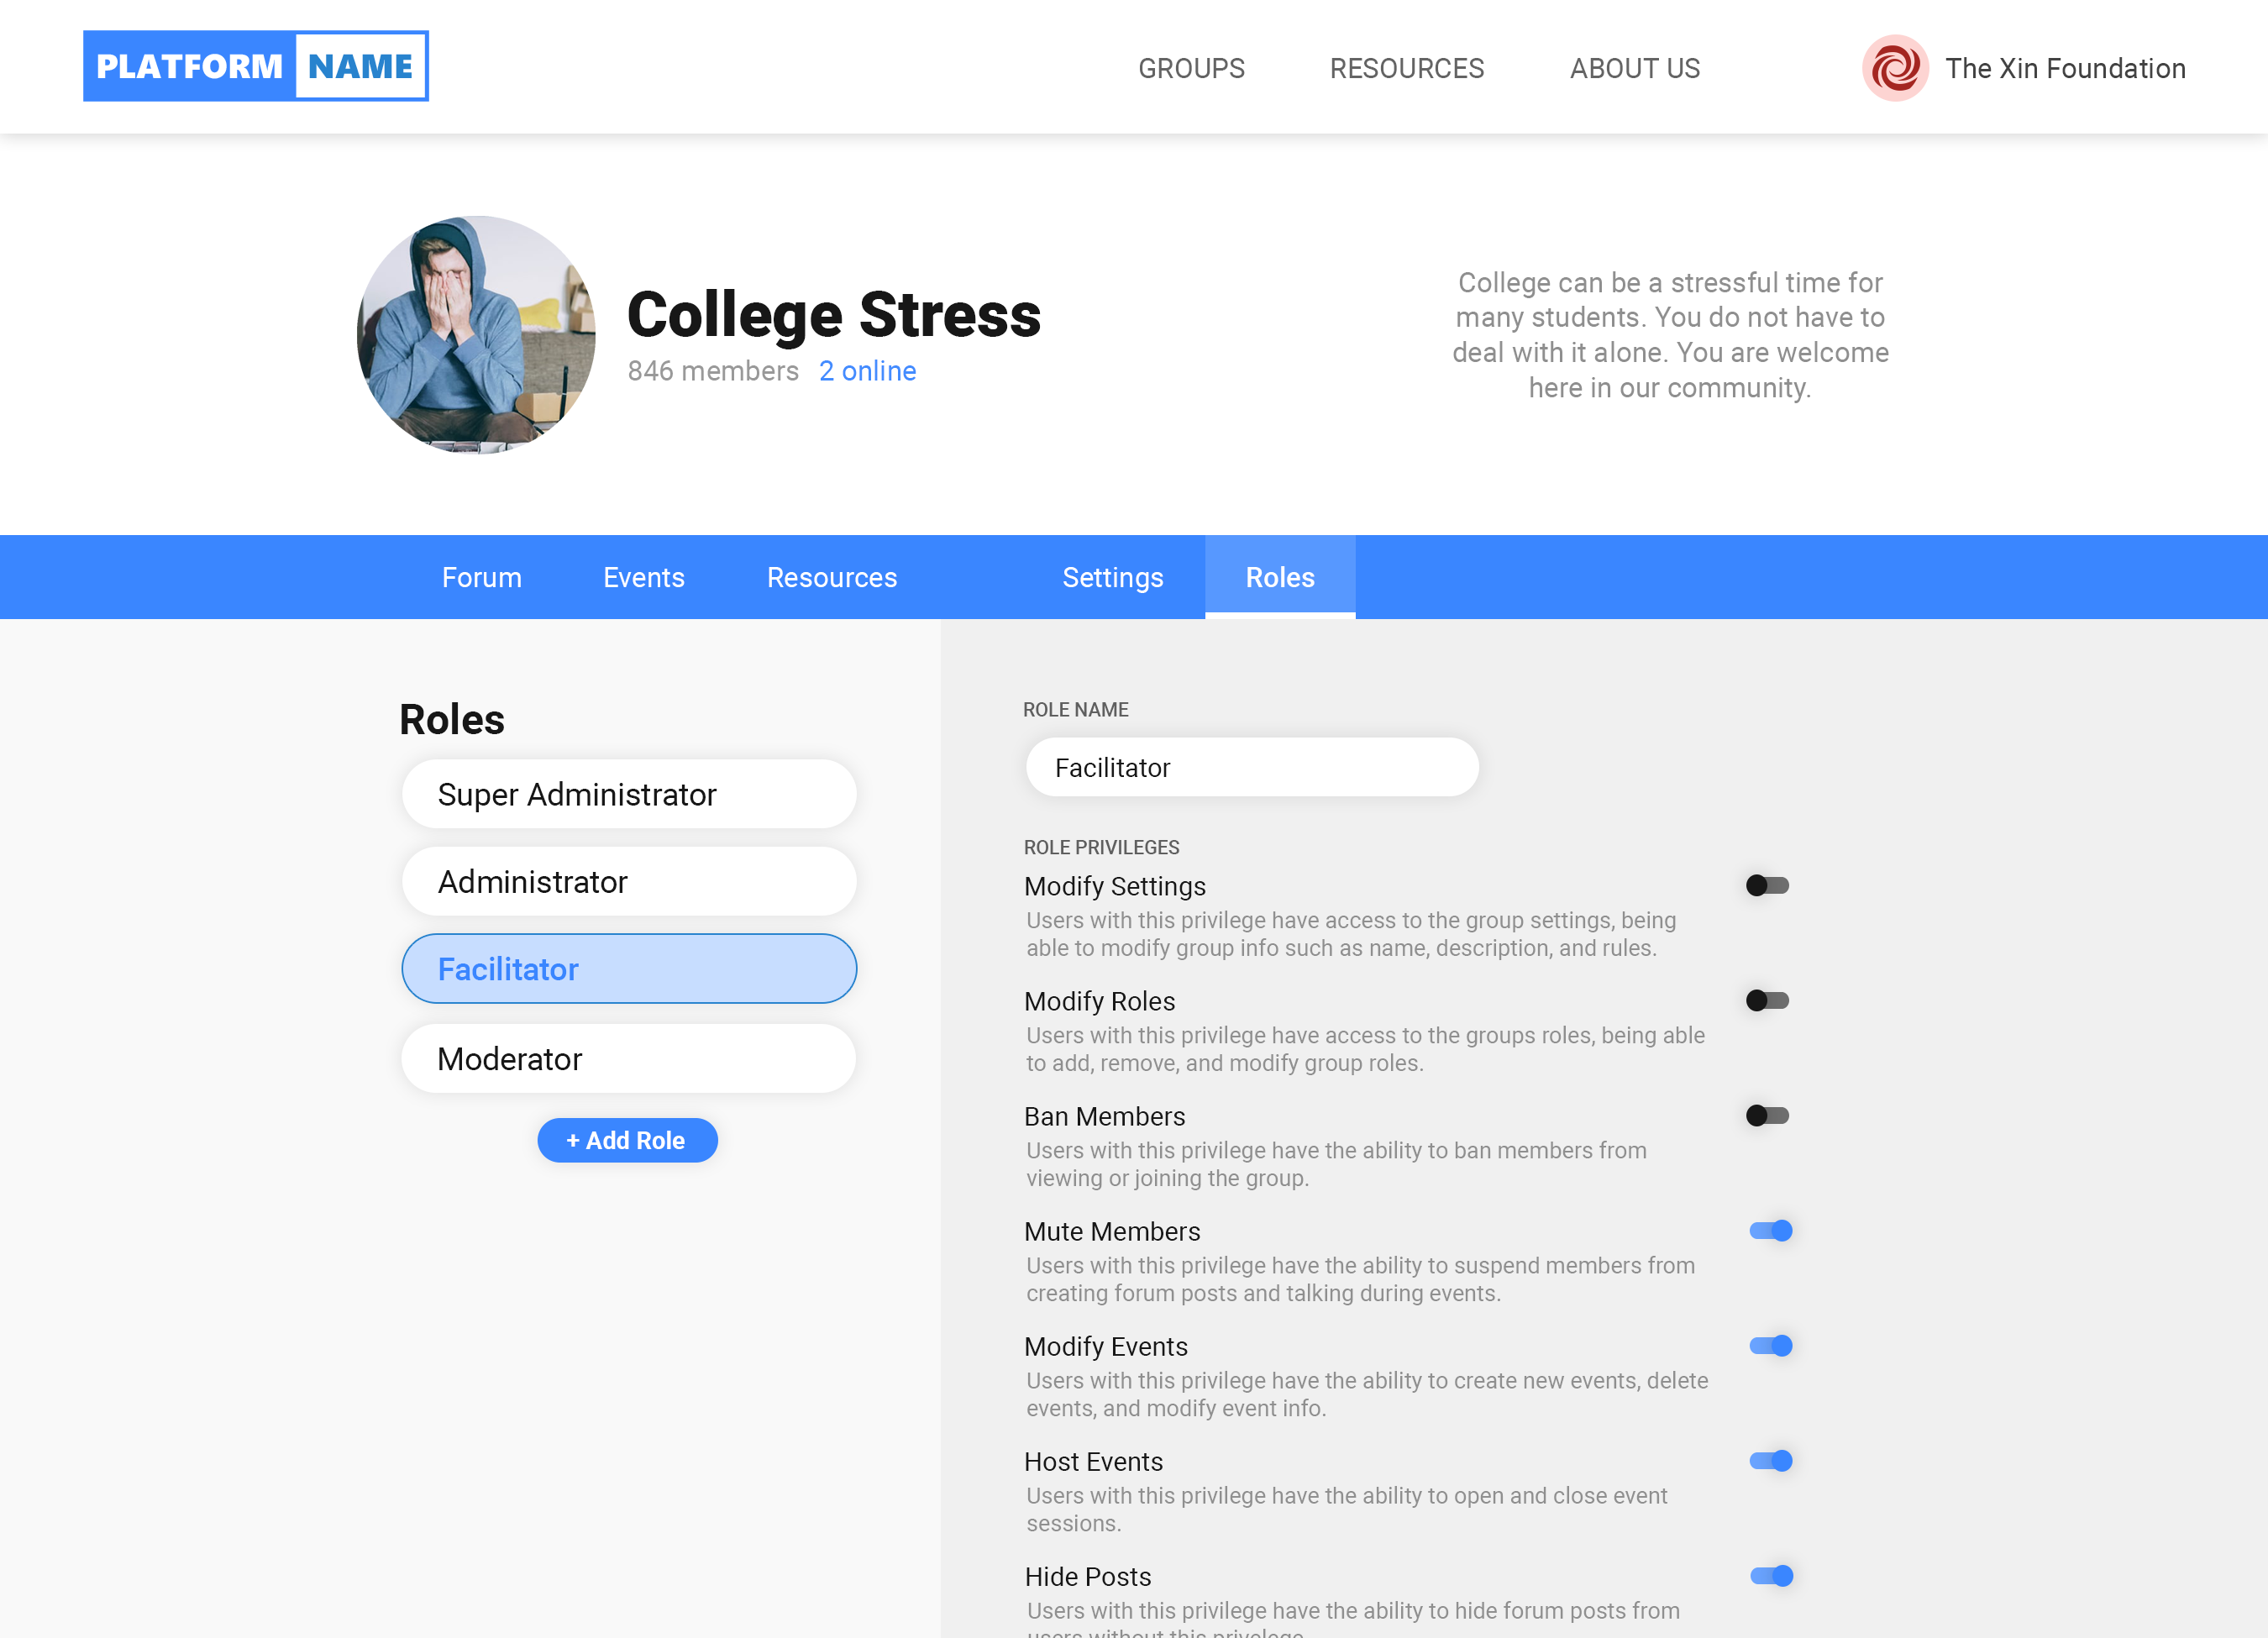 PLATFORM NAME
GROUPS
RESOURCES
ABOUT US
The Xin Foundation
College Stress
846 members 2 online
College can be a stressful time for
many students. You do not have to
deal with it alone. You are welcome
here in our community.
Forum
Events
Resources
Settings
Roles
Roles
Super Administrator
Administrator
Facilitator
Moderator
+ Add Role
ROLE NAME
Facilitator
ROLE PRIVILEGES
Modify Settings
Users with this privilege have access to the group settings, being
able to modify group info such as name, description, and rules.
Modify Roles
Users with this privilege have access to the groups roles, being able
to add, remove, and modify group roles.
Ban Members
Users with this privilege have the ability to ban members from
viewing or joining the group.
Mute Members
Users with this privilege have the ability to suspend members from
creating forum posts and talking during events.
Modify Events
Users with this privilege have the ability to create new events, delete
events, and modify event info.
Host Events
Users with this privilege have the ability to open and close event
sessions.
Hide Posts
Users with this privilege have the ability to hide forum posts from
users without this privelege.